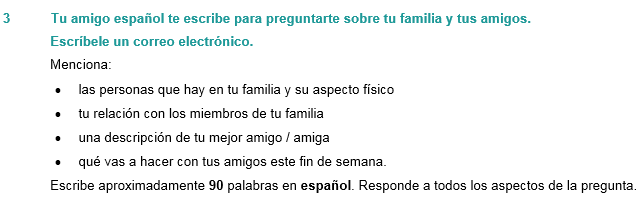 3 Tu amigo español te escribe para preguntarte sobre tu familia y tus amigos.
Escríbele un correo electrónico.
Menciona:
• las personas que hay en tu familia y su aspecto físico
• tu relación con los miembros de tu familia
• una descripción de tu mejor amigo / amiga
• qué vas a hacer con tus amigos este fin de semana.
Escribe aproximadamente 90 palabras en español. Responde a todos los aspectos de la pregunta.